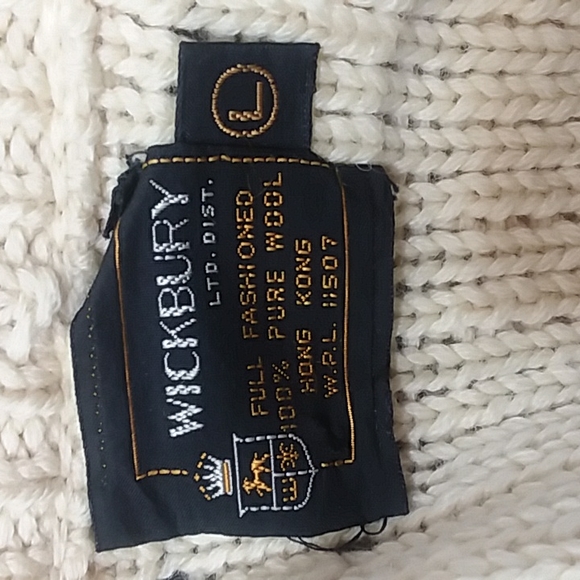 WICKBURY
LTD. DIST.
FULL FASHIONED
100% PURE WOOL
HONG KONG
W.P.L. 11507
L